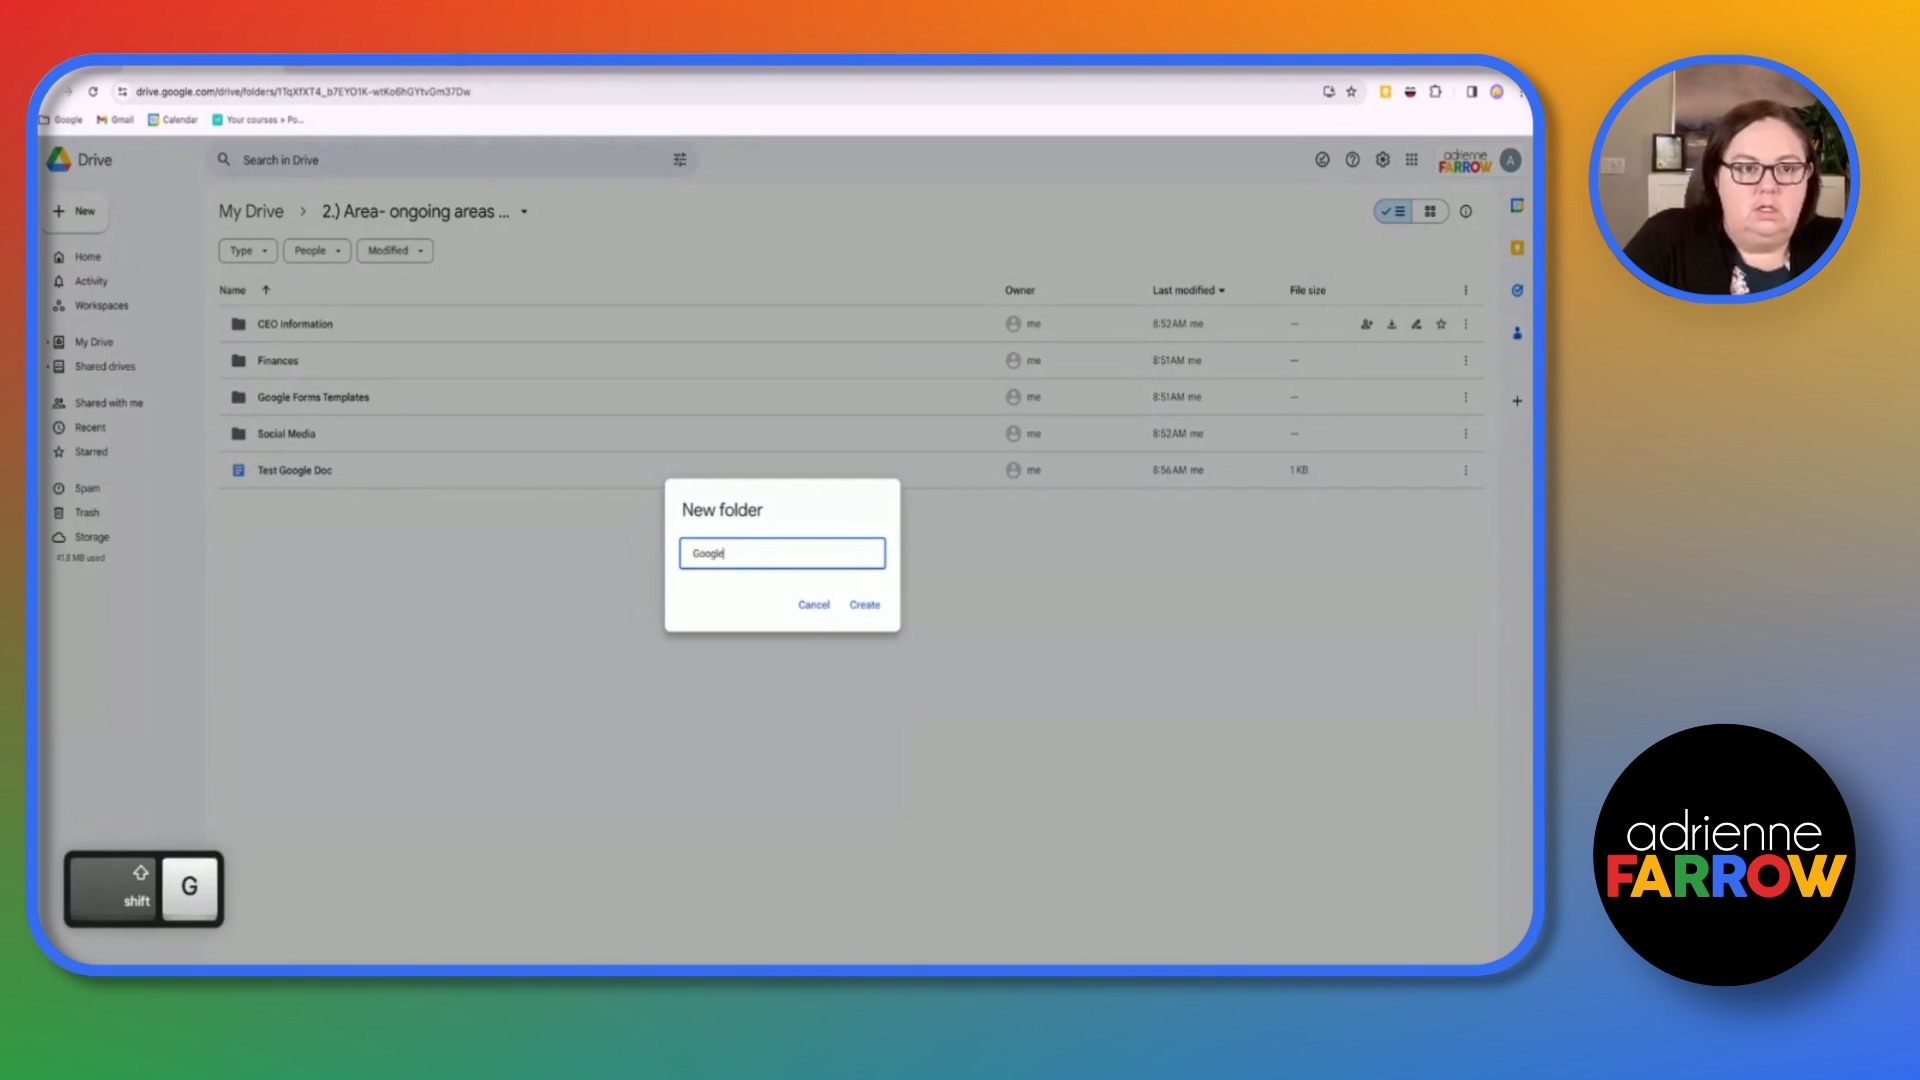 drive.google.com/drive/folders/1TqXfXT4_b7EYO1K-wtKo6hGYtvGm37Dw
Google
Gmail
Calendar
Your courses » Po...
Drive
Search in Drive
adrienne
FARROW
A
New
My Drive > 2.) Area- ongoing areas ...
Type
People
Modified
Home
Activity
Workspaces
My Drive
Shared drives
Shared with me
Recent
Starred
Spam
Trash
Storage
41.8 MB used
Name
Owner
Last modified
File size
CEO Information
me
8:52 AM me
—
Finances
me
8:51 AM me
—
Google Forms Templates
me
8:51 AM me
—
Social Media
me
8:52 AM me
—
Test Google Doc
me
8:56 AM me
1 KB
New folder
Google
Cancel
Create
shift
G
adrienne
FARROW